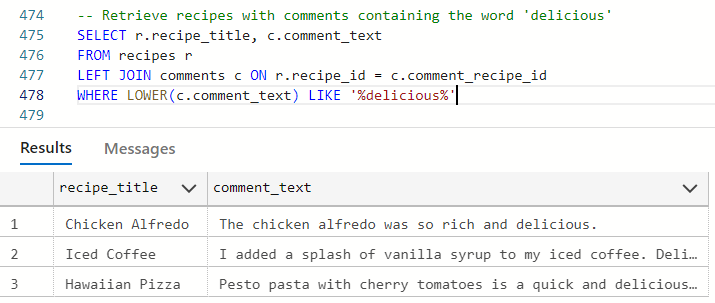 474 -- Retrieve recipes with comments containing the word 'delicious'
475 SELECT r.recipe_title, c.comment_text
476 FROM recipes r
477 LEFT JOIN comments c ON r.recipe_id = c.comment_recipe_id
478 WHERE LOWER(c.comment_text) LIKE '%delicious%'
479
Results Messages
recipe_title comment_text
1 Chicken Alfredo The chicken alfredo was so rich and delicious.
2 Iced Coffee I added a splash of vanilla syrup to my iced coffee. Deli…
3 Hawaiian Pizza Pesto pasta with cherry tomatoes is a quick and delicious…